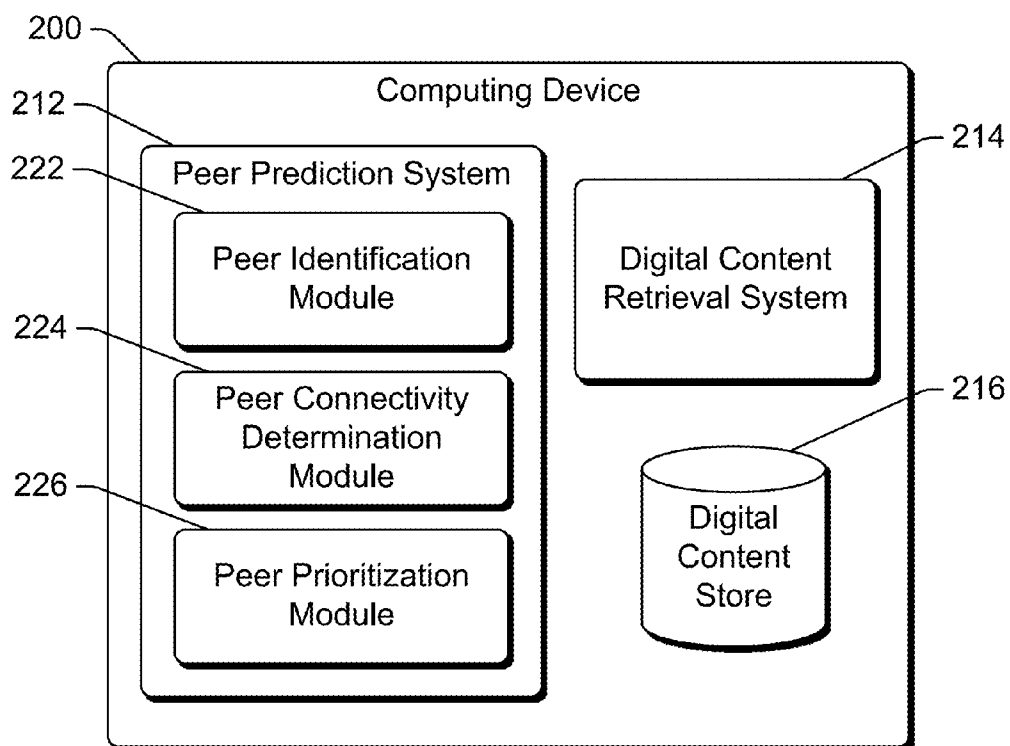 200
Computing Device
212
Peer Prediction System
214
222
Peer Identification
Module
Digital Content
Retrieval System
224
Peer Connectivity
Determination
Module
216
226
Digital
Content
Store
Peer Prioritization
Module